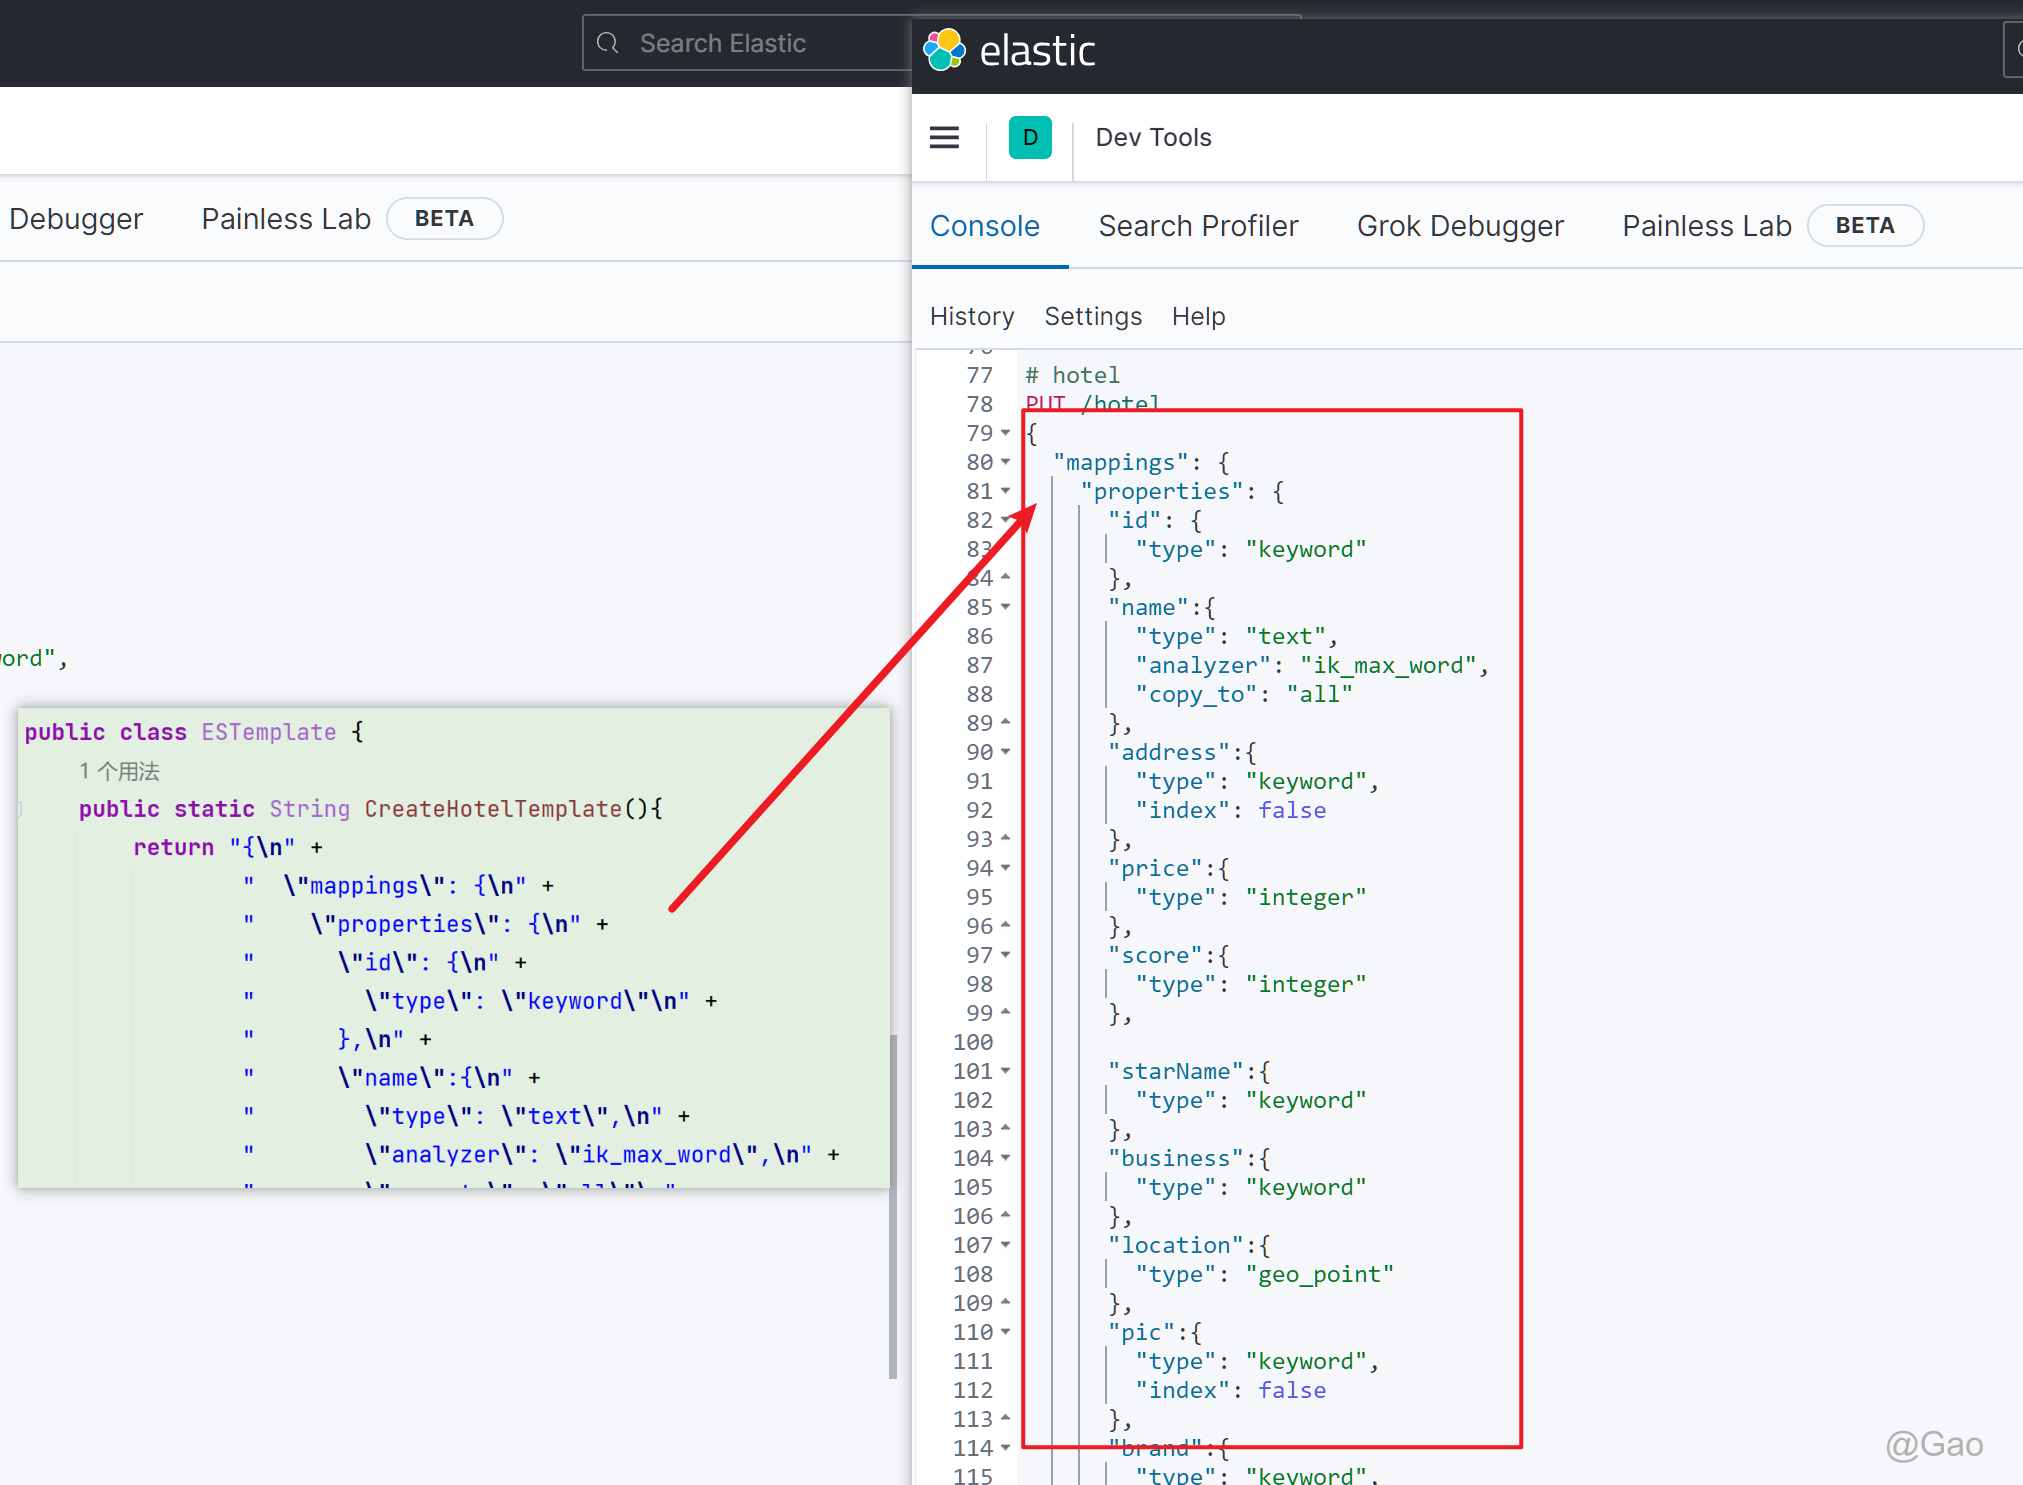 Search Elastic
Debugger
Painless Lab
BETA
ord",
public class ESTemplate {
1 个用法
public static String CreateHotelTemplate(){
return "{\n" +
"  \"mappings\": {\n" +
"    \"properties\": {\n" +
"      \"id\": {\n" +
"        \"type\": \"keyword\"\n" +
"      },\n" +
"      \"name\":{\n" +
"        \"type\": \"text\",\n" +
"        \"analyzer\": \"ik_max_word\",\n" +
elastic
D
Dev Tools
Console
Search Profiler
Grok Debugger
Painless Lab
BETA
History
Settings
Help
77 # hotel
78 PUT /hotel
79 {
80 "mappings": {
81 "properties": {
82 "id": {
83 "type": "keyword"
84 },
85 "name":{
86 "type": "text",
87 "analyzer": "ik_max_word",
88 "copy_to": "all"
89 },
90 "address":{
91 "type": "keyword",
92 "index": false
93 },
94 "price":{
95 "type": "integer"
96 },
97 "score":{
98 "type": "integer"
99 },
100
101 "starName":{
102 "type": "keyword"
103 },
104 "business":{
105 "type": "keyword"
106 },
107 "location":{
108 "type": "geo_point"
109 },
110 "pic":{
111 "type": "keyword",
112 "index": false
113 },
114 "brand":{
115 "type": "keyword",
@Gao